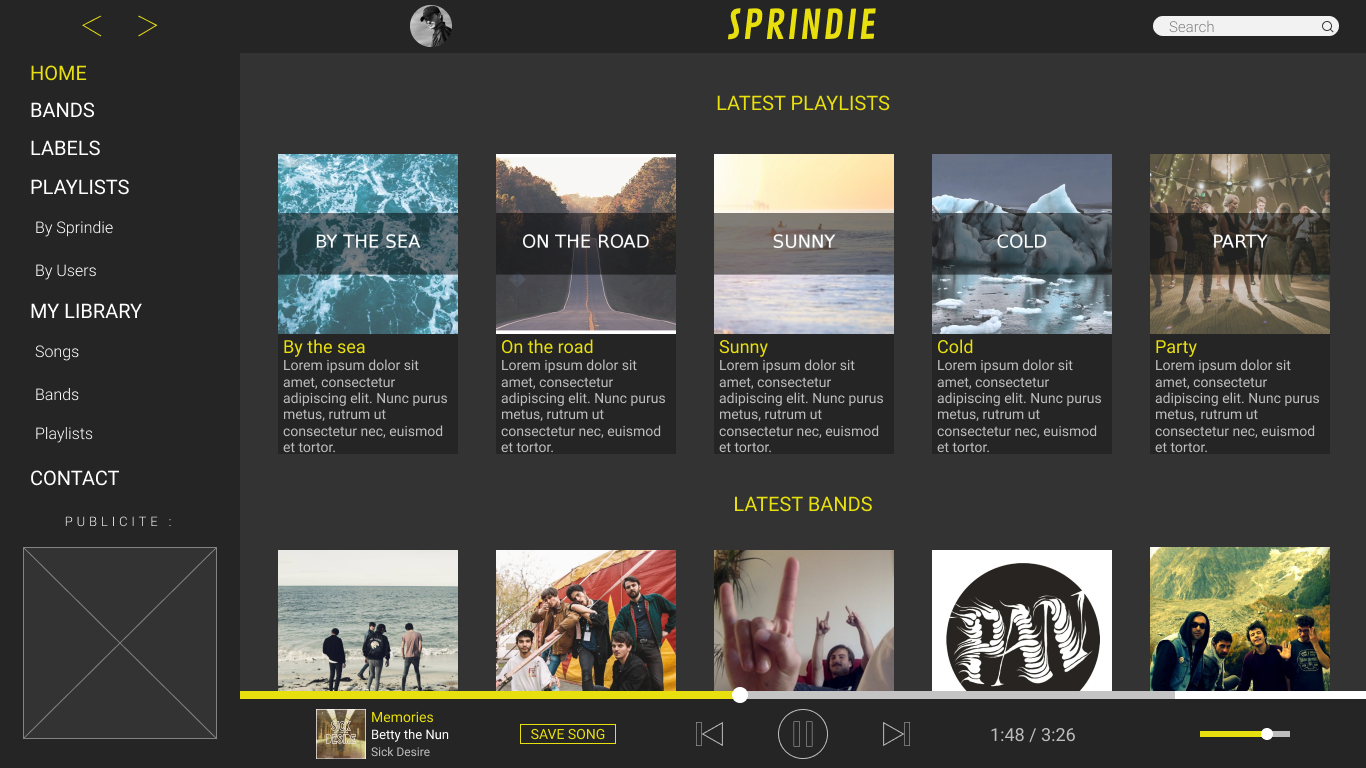 SPRINDIE
Search
HOME
BANDS
LABELS
PLAYLISTS
By Sprindie
By Users
MY LIBRARY
Songs
Bands
Playlists
CONTACT
PUBLICITE :
LATEST PLAYLISTS
BY THE SEA
By the sea
Lorem ipsum dolor sit
amet, consectetur
adipiscing elit. Nunc purus
metus, rutrum ut
consectetur nec, euismod
et tortor.
ON THE ROAD
On the road
Lorem ipsum dolor sit
amet, consectetur
adipiscing elit. Nunc purus
metus, rutrum ut
consectetur nec, euismod
et tortor.
SUNNY
Sunny
Lorem ipsum dolor sit
amet, consectetur
adipiscing elit. Nunc purus
metus, rutrum ut
consectetur nec, euismod
et tortor.
COLD
Cold
Lorem ipsum dolor sit
amet, consectetur
adipiscing elit. Nunc purus
metus, rutrum ut
consectetur nec, euismod
et tortor.
PARTY
Party
Lorem ipsum dolor sit
amet, consectetur
adipiscing elit. Nunc purus
metus, rutrum ut
consectetur nec, euismod
et tortor.
LATEST BANDS
SICK
DESIRE
Memories
Betty the Nun
Sick Desire
SAVE SONG
1:48 / 3:26